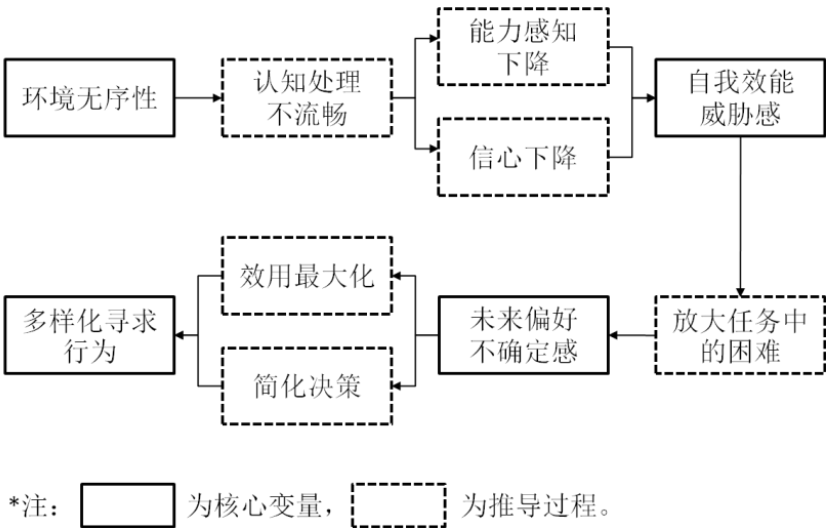 环境无序性
认知处理
不流畅
能力感知
下降
信心下降
自我效能
威胁感
放大任务中
的困难
未来偏好
不确定感
效用最大化
简化决策
多样化寻求
行为
*注： 为核心变量， 为推导过程。